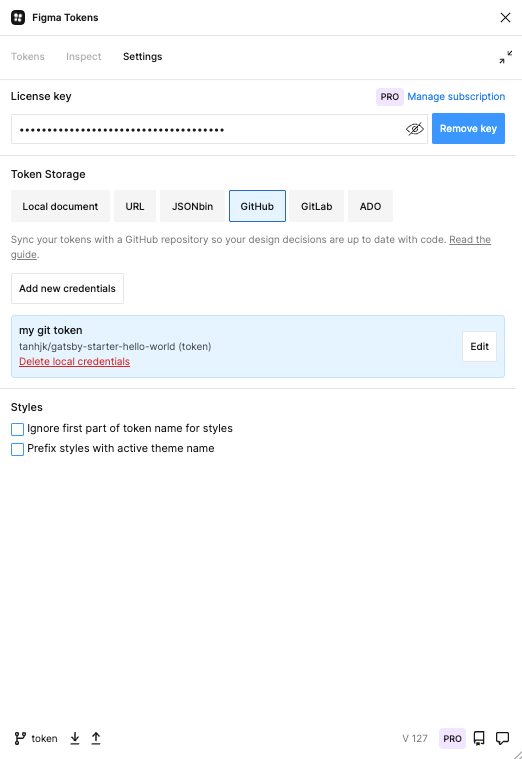 Figma Tokens
Tokens Inspect Settings
License key PRO Manage subscription
•••••••••••••••••••••••••••••••••••• Remove key
Token Storage
Local document URL JSONbin GitHub GitLab ADO
Sync your tokens with a GitHub repository so your design decisions are up to date with code. Read the
guide.
Add new credentials
my git token
tanhjk/gatsby-starter-hello-world (token)
Edit
Delete local credentials
Styles
Ignore first part of token name for styles
Prefix styles with active theme name
token V 127 PRO